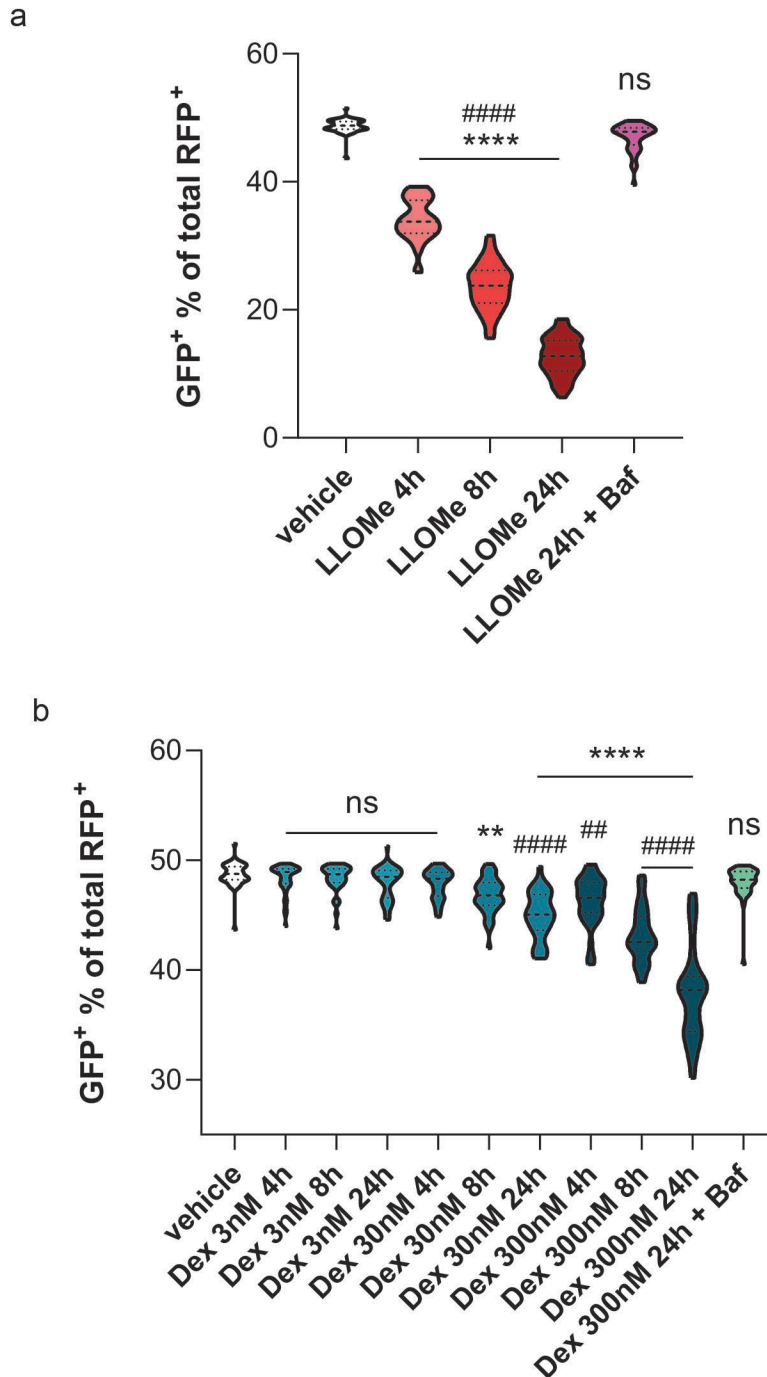 a
GFP⁺ % of total RFP⁺
60
40
20
0
####
****
ns
vehicle
LLOMe 4h
LLOMe 8h
LLOMe 24h
LLOMe 24h + Baf
b
GFP⁺ % of total RFP⁺
60
50
40
30
ns
**
####
****
##
####
ns
vehicle
Dex 3nM 4h
Dex 3nM 8h
Dex 3nM 24h
Dex 30nM 4h
Dex 30nM 8h
Dex 30nM 24h
Dex 300nM 4h
Dex 300nM 8h
Dex 300nM 24h
Dex 300nM 24h + Baf